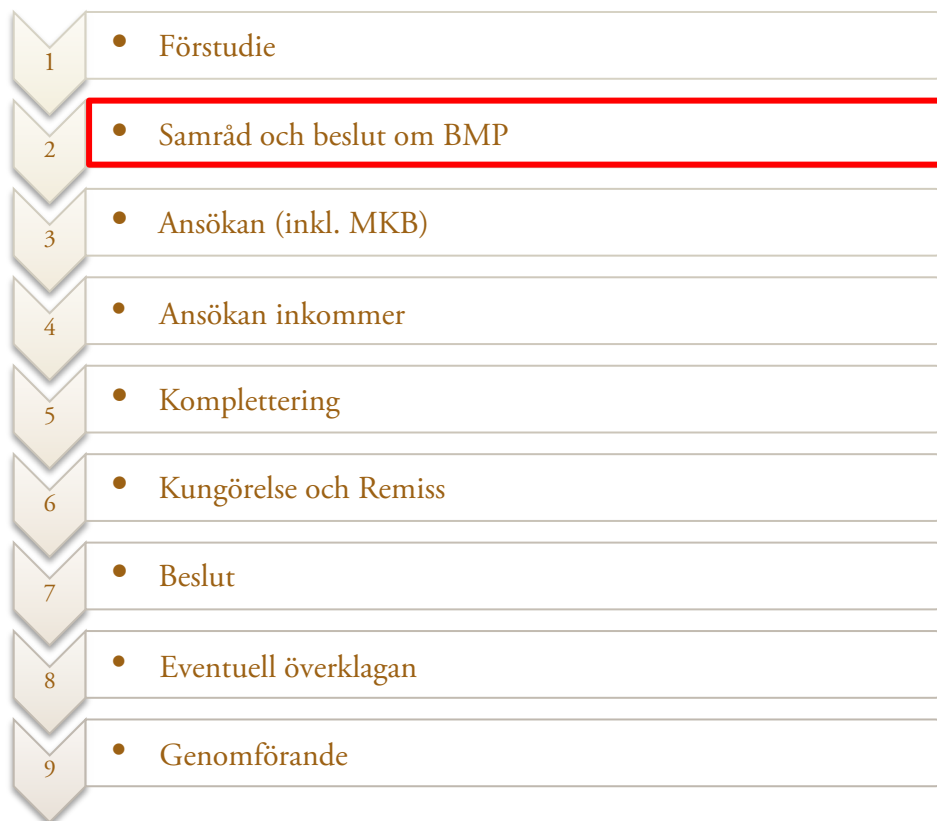 1 • Förstudie
2 • Samråd och beslut om BMP
3 • Ansökan (inkl. MKB)
4 • Ansökan inkommer
5 • Komplettering
6 • Kungörelse och Remiss
7 • Beslut
8 • Eventuell överklagan
9 • Genomförande